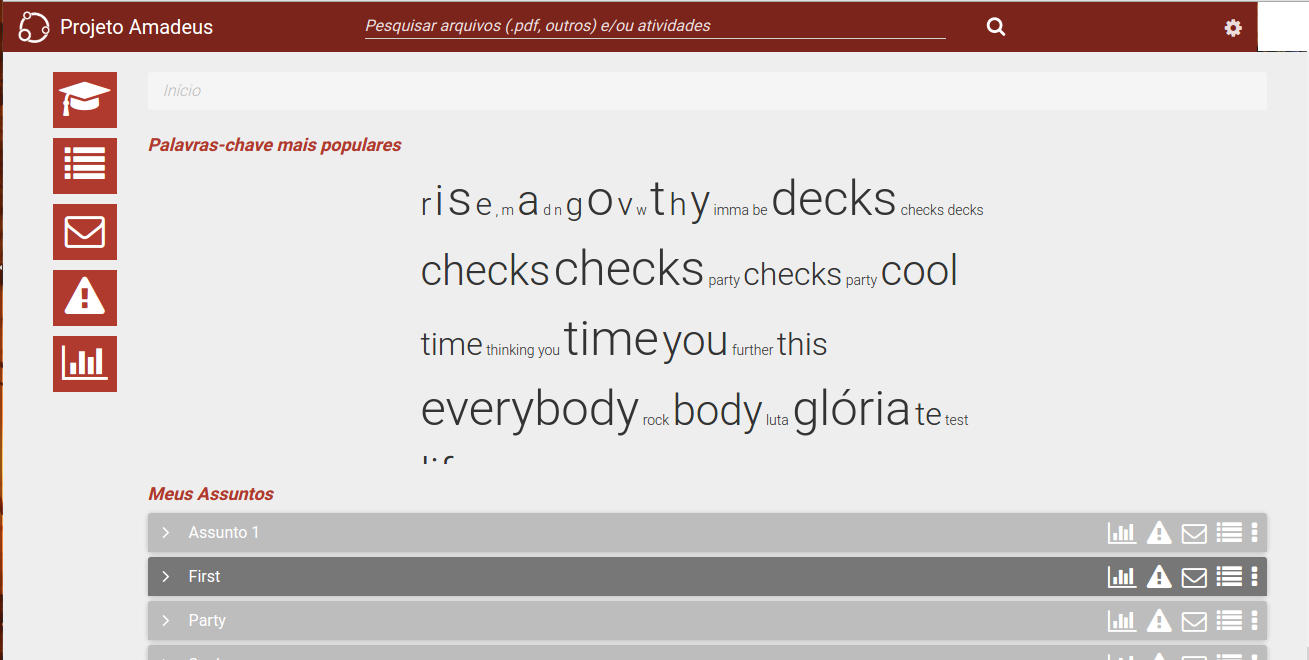 Projeto Amadeus
Pesquisar arquivos (.pdf, outros) e/ou atividades
Início
Palavras-chave mais populares
r i s e , m a d n g o v w t h y imma be decks checks decks
checks checks party checks party cool
time thinking you time you further this
everybody rock body luta glória te test
Meus Assuntos
Assunto 1
First
Party